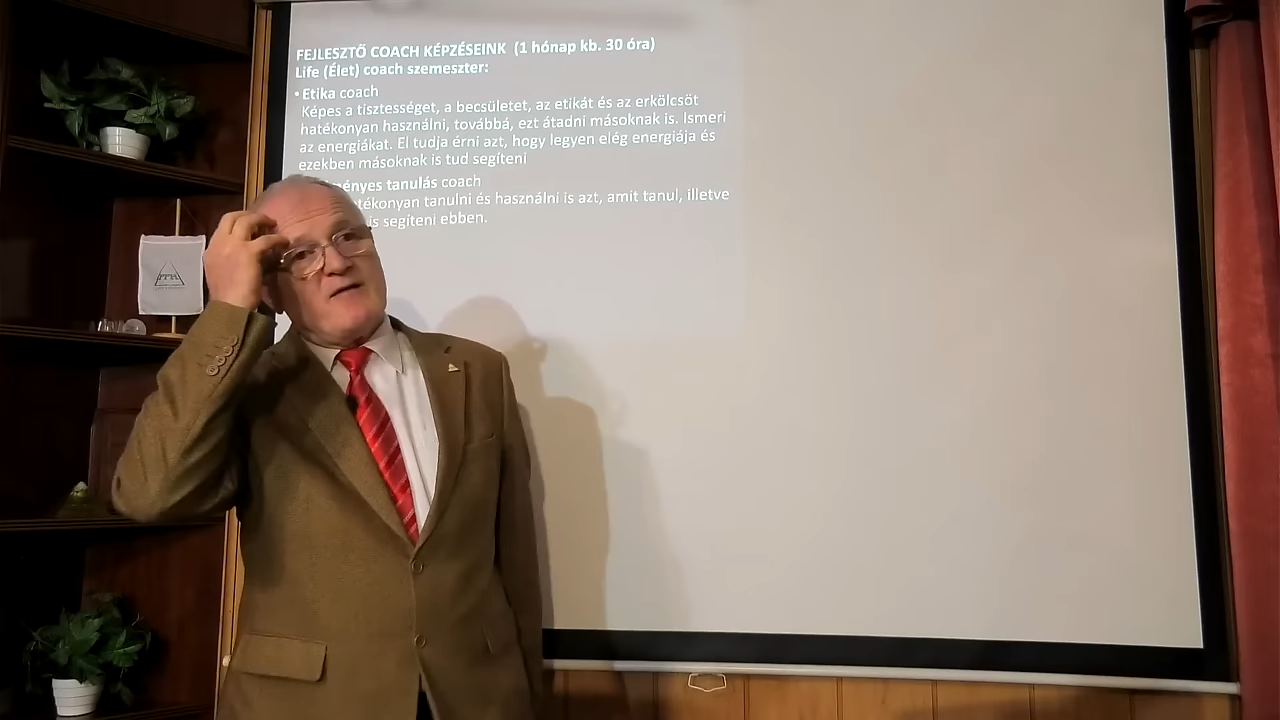 FEJLESZTŐ COACH KÉPZÉSEINK (1 hónap kb. 30 óra)
Life (Élet) coach szemeszter:
• Etika coach
Képes a tisztességet, a becsületet, az etikát és az erkölcsöt
hatékonyan használni, továbbá, ezt átadni másoknak is. Ismeri
az energiákat. El tudja érni azt, hogy legyen elég energiája és
ezekben másoknak is tud segíteni
tanulás coach
tanulni és használni is azt, amit tanul, illetve
is segíteni ebben.